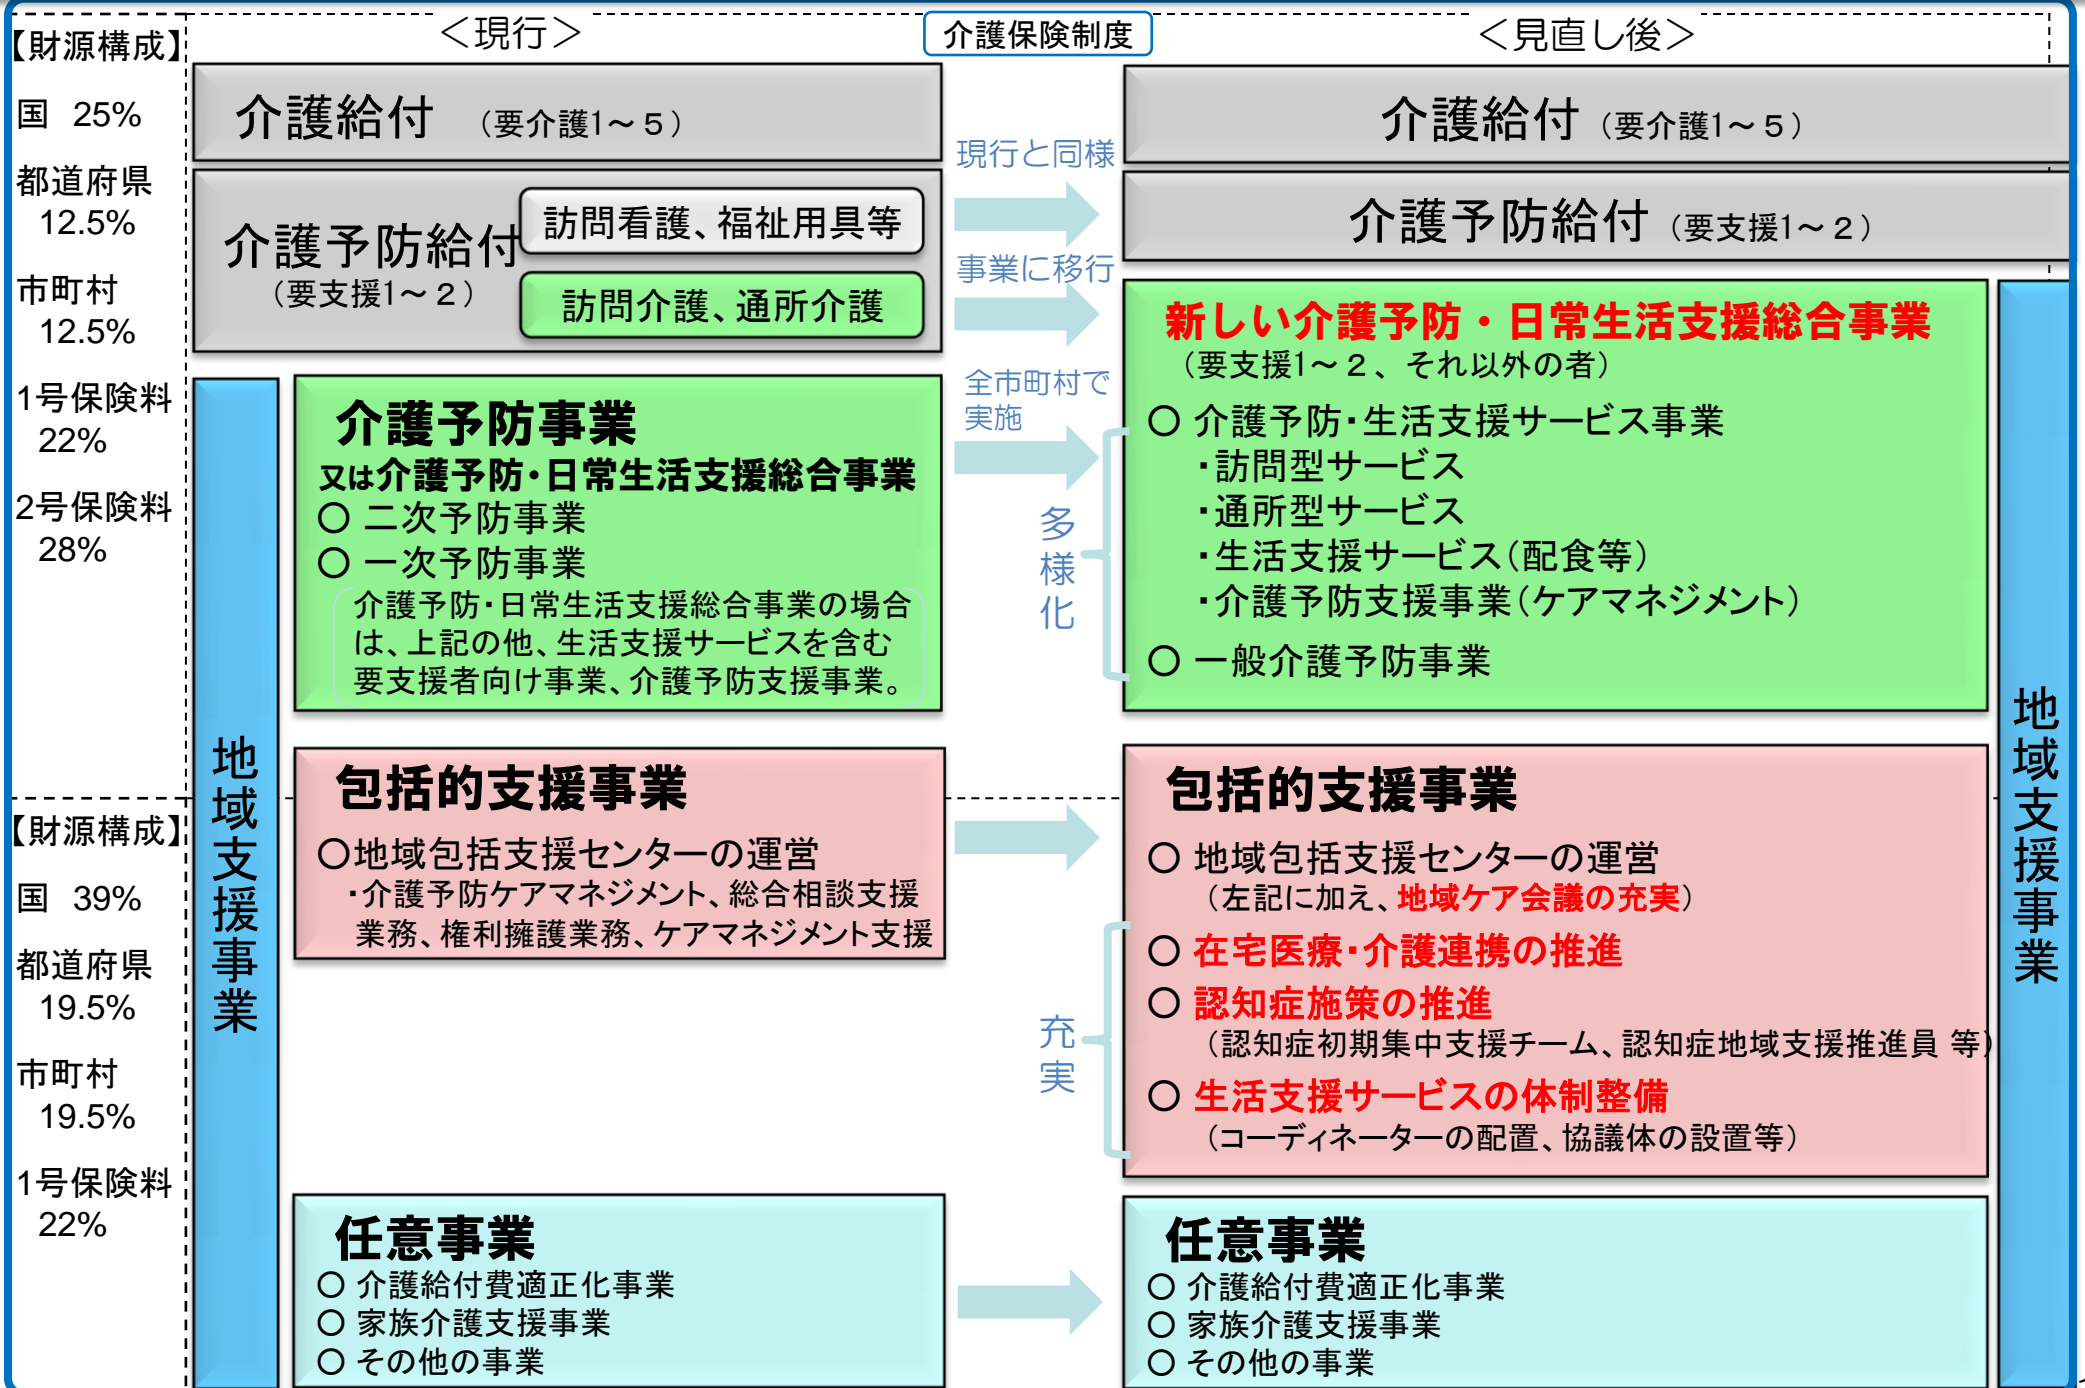 介護保険制度
＜現行＞
＜見直し後＞
【財源構成】
国 25%
都道府県
12.5%
市町村
12.5%
1号保険料
22%
2号保険料
28%
【財源構成】
国 39%
都道府県
19.5%
市町村
19.5%
1号保険料
22%
介護給付 （要介護1～５）
介護予防給付
（要支援1～２）
訪問看護、福祉用具等
訪問介護、通所介護
地域支援事業
介護予防事業
又は介護予防・日常生活支援総合事業
○ 二次予防事業
○ 一次予防事業
介護予防・日常生活支援総合事業の場合
は、上記の他、生活支援サービスを含む
要支援者向け事業、介護予防支援事業。
包括的支援事業
○地域包括支援センターの運営
・介護予防ケアマネジメント、総合相談支援
業務、権利擁護業務、ケアマネジメント支援
任意事業
○ 介護給付費適正化事業
○ 家族介護支援事業
○ その他の事業
現行と同様
事業に移行
全市町村で
実施
多様化
充実
介護給付 （要介護1～５）
介護予防給付 （要支援1～２）
新しい介護予防・日常生活支援総合事業
（要支援1～２、それ以外の者）
○ 介護予防・生活支援サービス事業
・訪問型サービス
・通所型サービス
・生活支援サービス（配食等）
・介護予防支援事業（ケアマネジメント）
○ 一般介護予防事業
包括的支援事業
○ 地域包括支援センターの運営
（左記に加え、地域ケア会議の充実）
○ 在宅医療・介護連携の推進
○ 認知症施策の推進
（認知症初期集中支援チーム、認知症地域支援推進員 等）
○ 生活支援サービスの体制整備
（コーディネーターの配置、協議体の設置等）
任意事業
○ 介護給付費適正化事業
○ 家族介護支援事業
○ その他の事業
地域支援事業